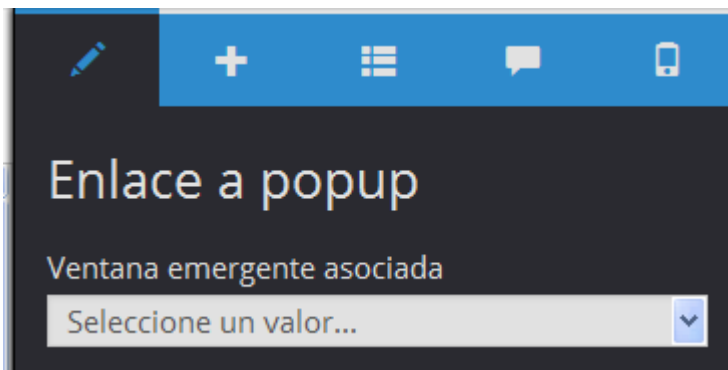 Enlace a popup
Ventana emergente asociada
Seleccione un valor...